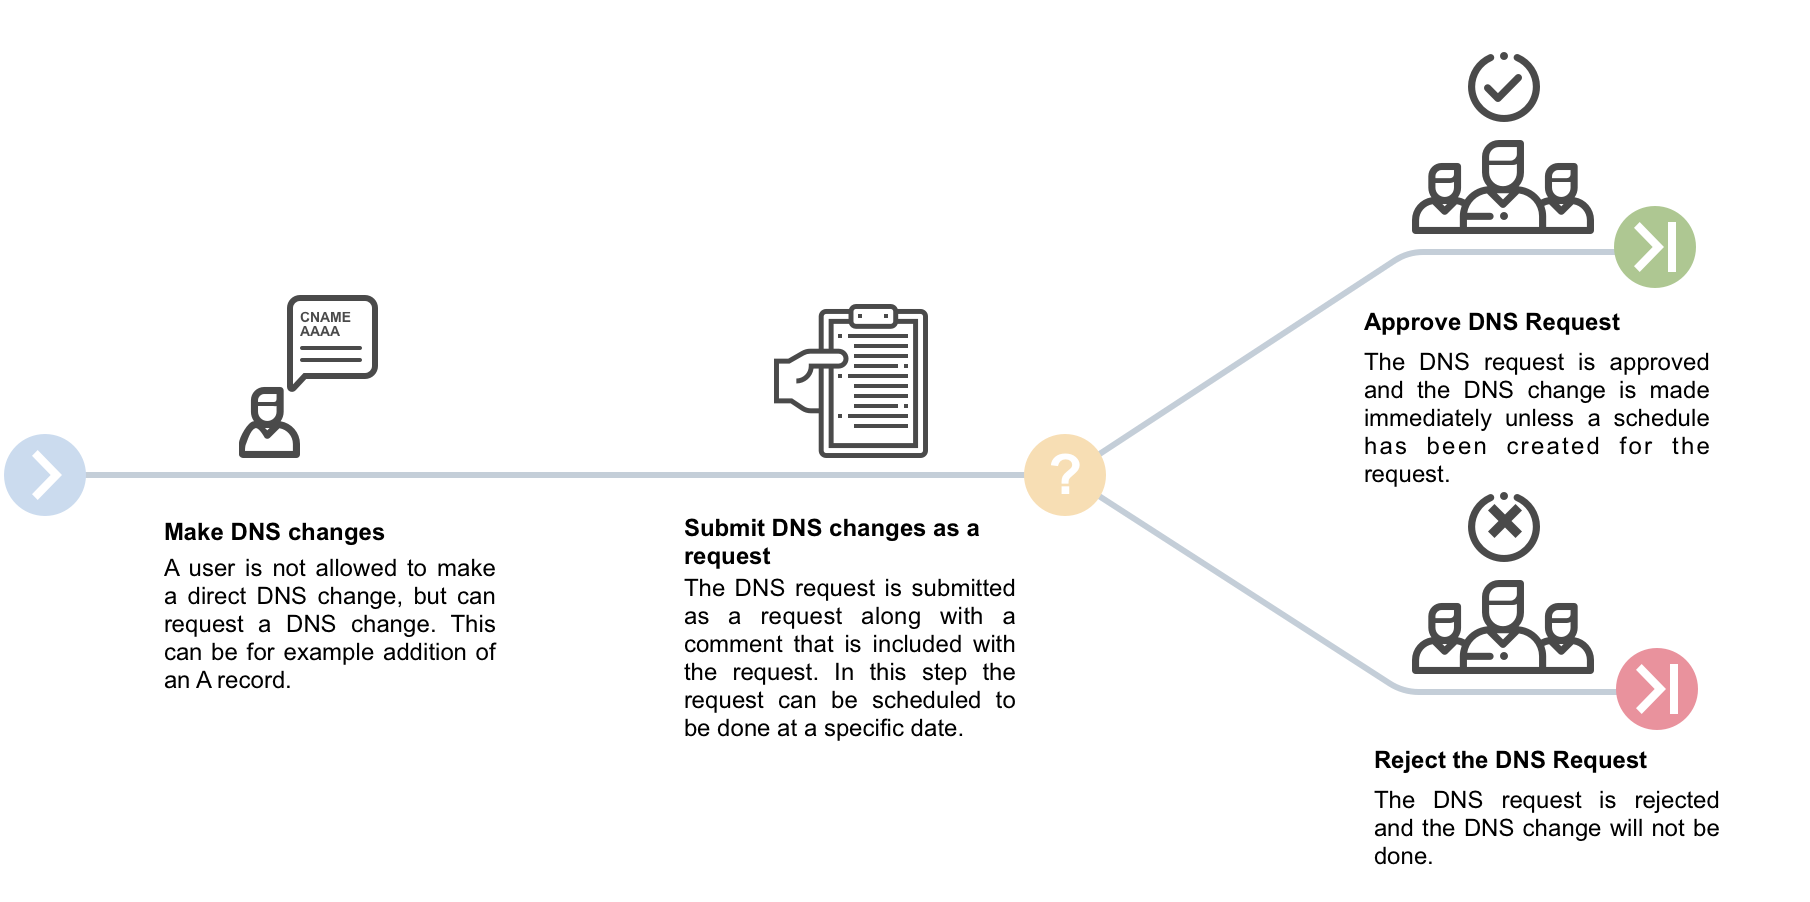 CNAME
AAAA
Make DNS changes
A user is not allowed to make
a direct DNS change, but can
request a DNS change. This
can be for example addition of
an A record.
Submit DNS changes as a
request
The DNS request is submitted
as a request along with a
comment that is included with
the request. In this step the
request can be scheduled to
be done at a specific date.
?
Approve DNS Request
The DNS request is approved
and the DNS change is made
immediately unless a schedule
has been created for the
request.
Reject the DNS Request
The DNS request is rejected
and the DNS change will not be
done.